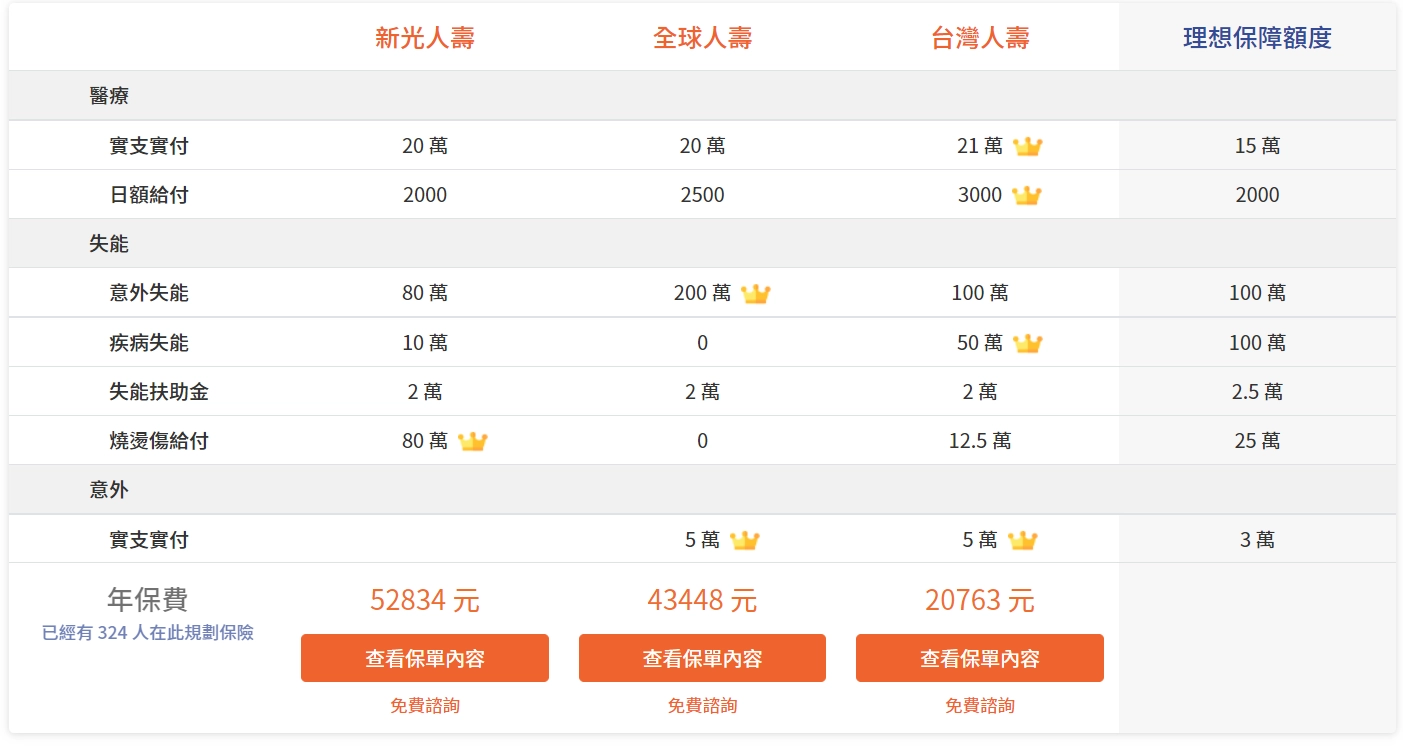 新光人壽 全球人壽 台灣人壽 理想保障額度
醫療
實支實付 20 萬 20 萬 21 萬 15 萬
日額給付 2000 2500 3000 2000
失能
意外失能 80 萬 200 萬 100 萬 100 萬
疾病失能 10 萬 0 50 萬 100 萬
失能扶助金 2 萬 2 萬 2 萬 2.5 萬
燒燙傷給付 80 萬 0 12.5 萬 25 萬
意外
實支實付 5 萬 5 萬 3 萬
年保費 52834 元 43448 元 20763 元
已經有 324 人在此規劃保險
查看保單內容 查看保單內容 查看保單內容
免費諮詢 免費諮詢 免費諮詢